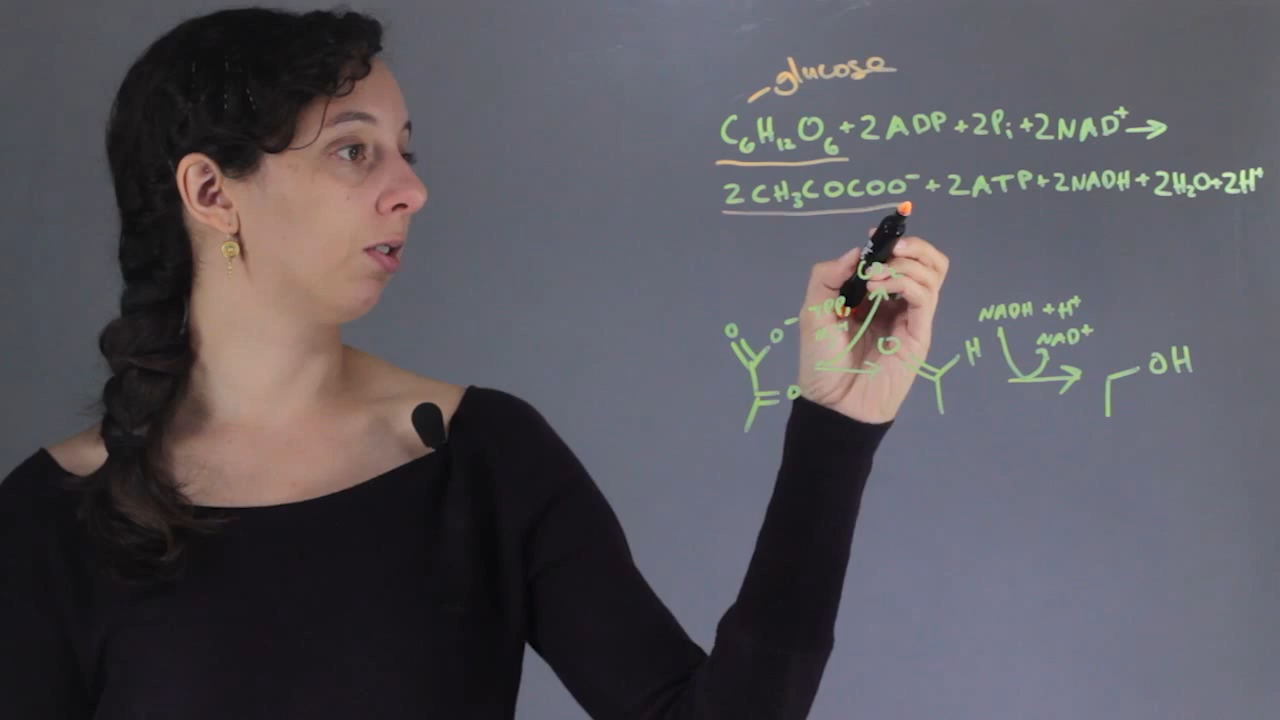 glucose
C₆H₁₂O₆ + 2ADP + 2Pᵢ + 2NAD⁺ →
2CH₃COCOO⁻ + 2ATP + 2NADH + 2H₂O + 2H⁺
TPP,
NADH + H⁺
NAD⁺
O O⁻
O H
OH
O